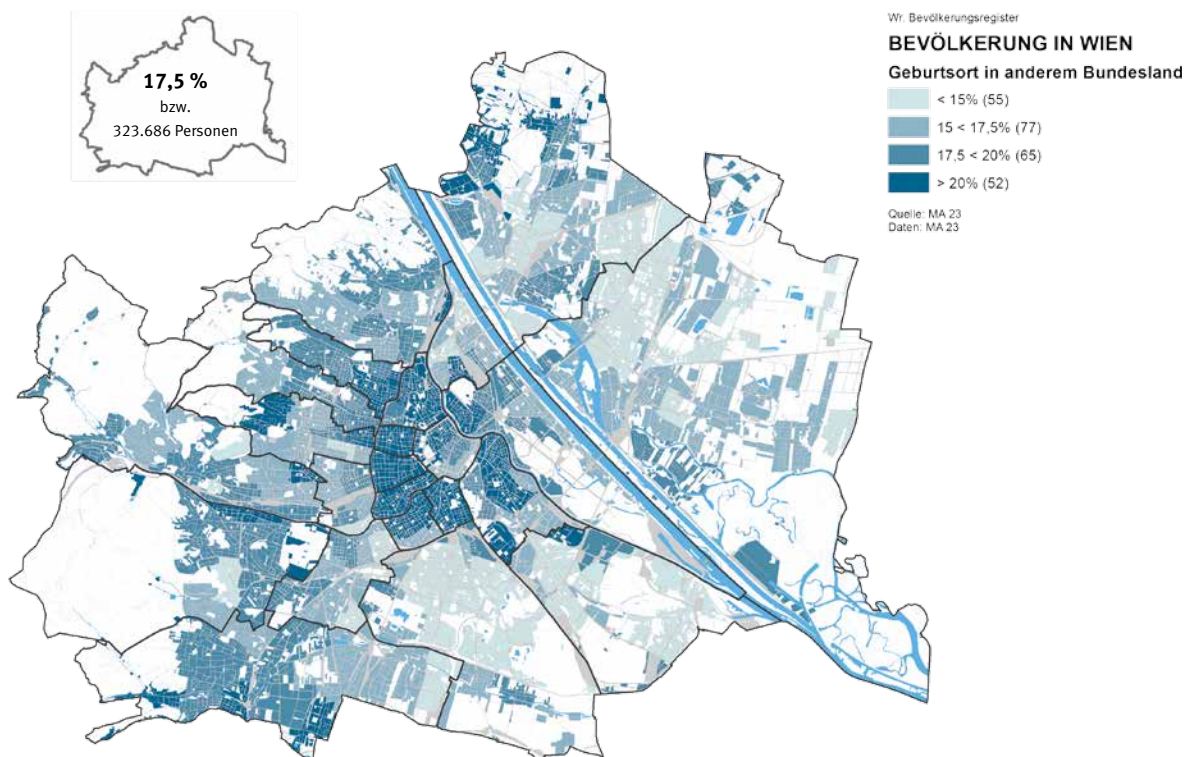 17,5 %
bzw.
323.686 Personen
Wr. Bevölkerungsregister
BEVÖLKERUNG IN WIEN
Geburtsort in anderem Bundesland
< 15% (55)
15 < 17,5% (77)
17,5 < 20% (65)
> 20% (52)
Quelle: MA 23
Daten: MA 23